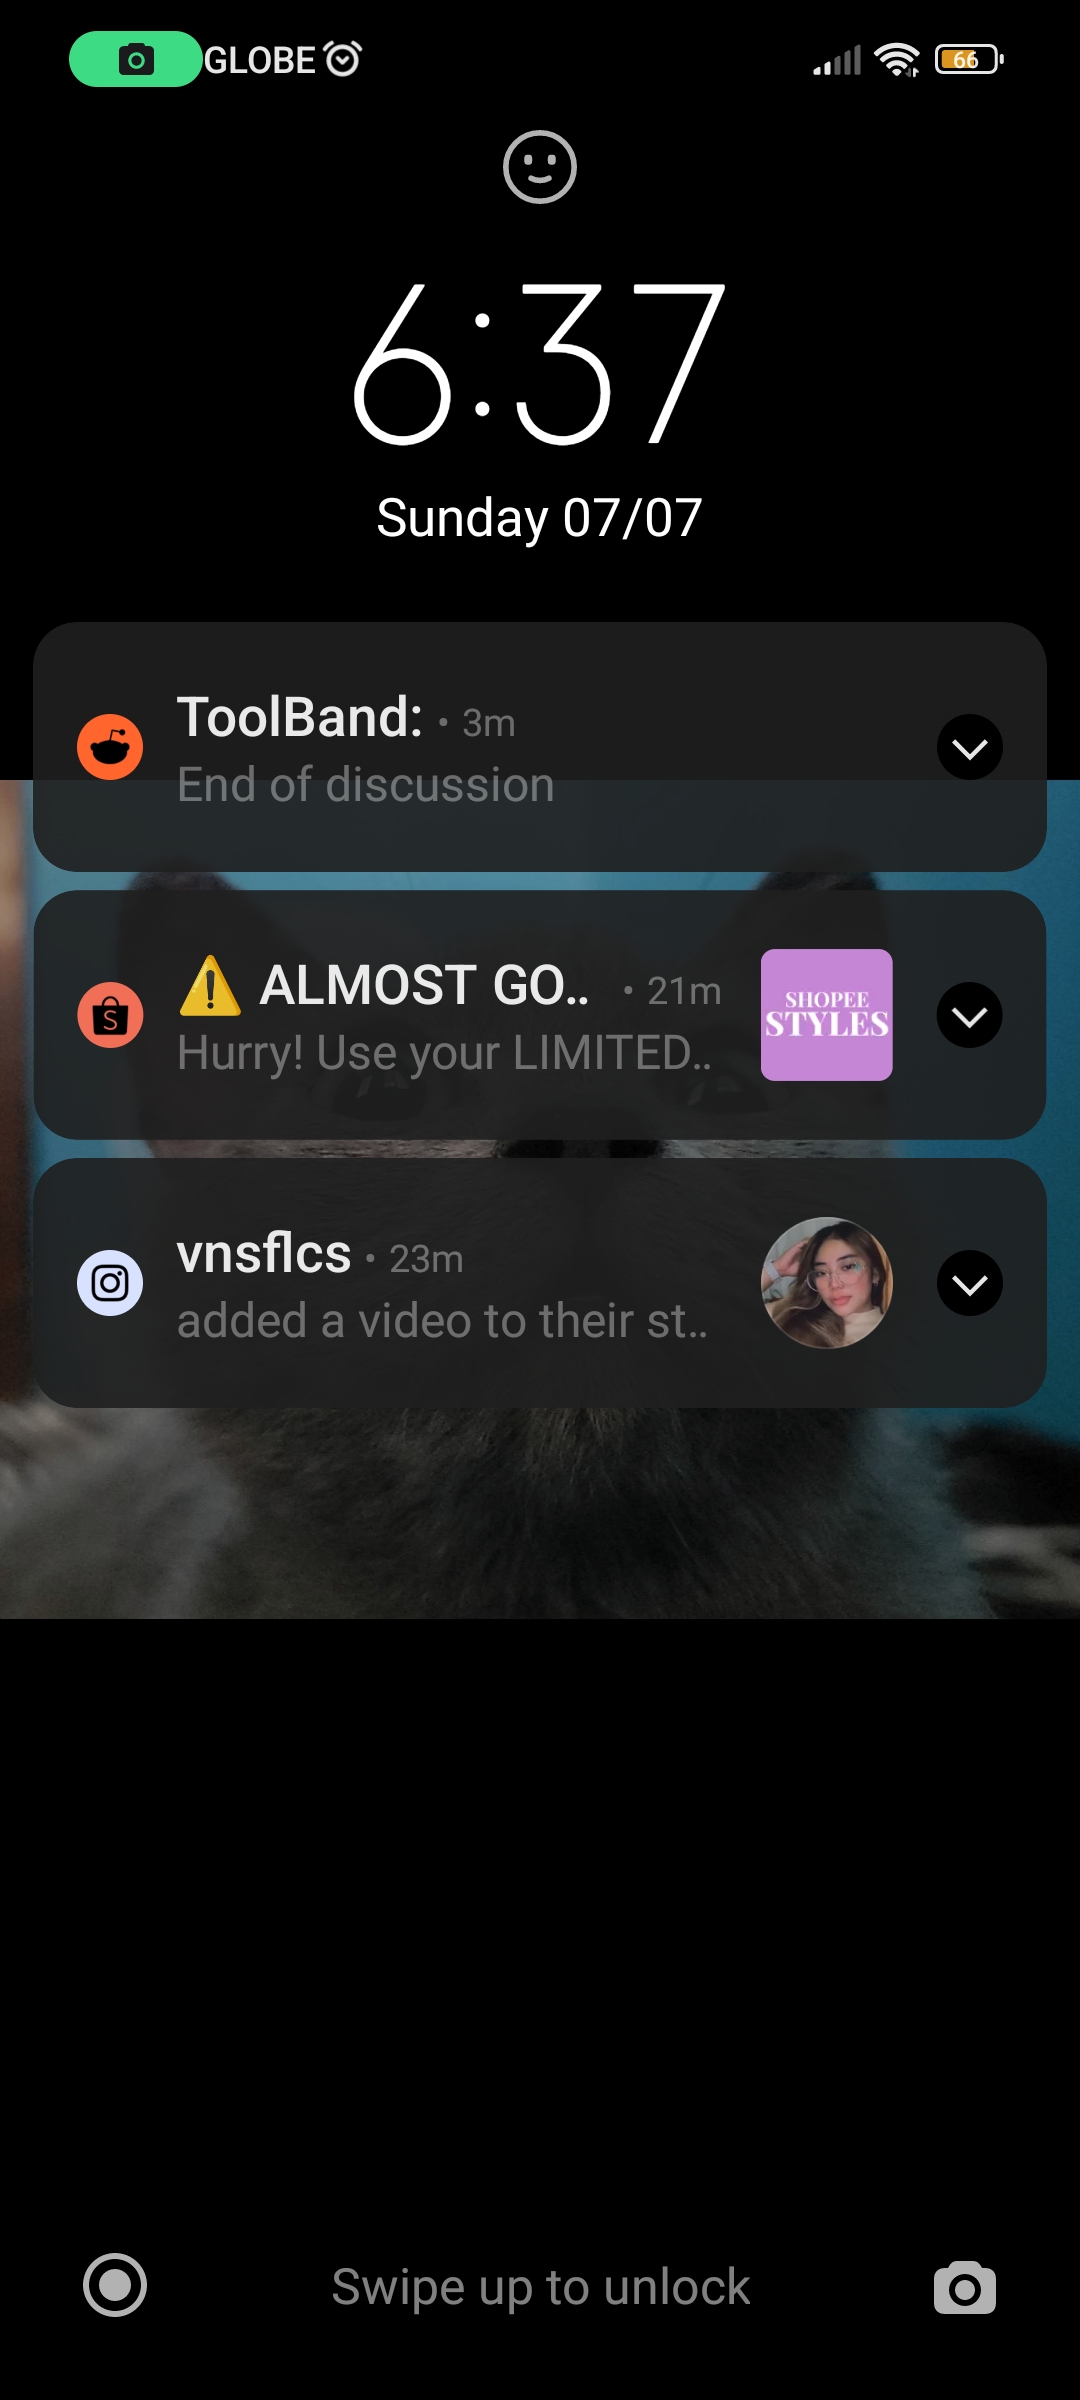 GLOBE 66
6:37
Sunday 07/07
ToolBand: • 3m
End of discussion
⚠️ ALMOST GO.. • 21m
Hurry! Use your LIMITED..
SHOPEE
STYLES
vnsflcs • 23m
added a video to their st..
Swipe up to unlock